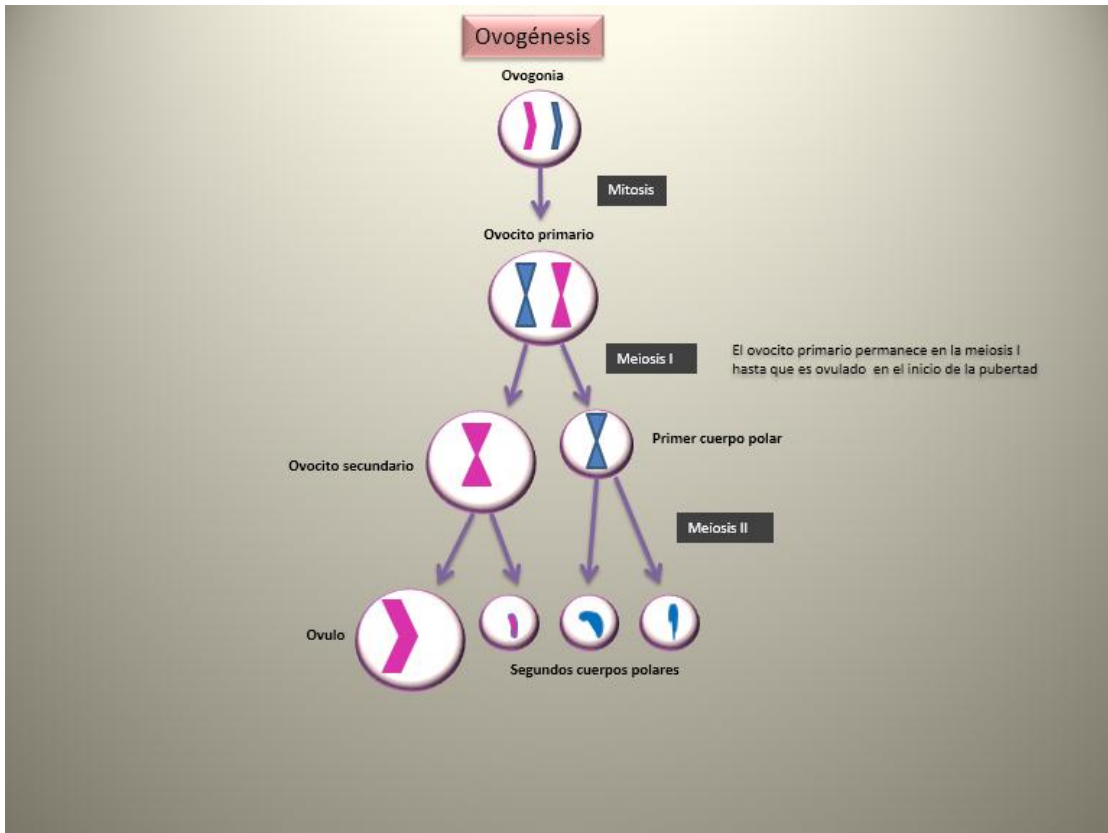 Ovogénesis
Ovogonia
Mitosis
Ovocito primario
Meiosis I
El ovocito primario permanece en la meiosis I
hasta que es ovulado en el inicio de la pubertad
Primer cuerpo polar
Ovocito secundario
Meiosis II
Ovulo
Segundos cuerpos polares